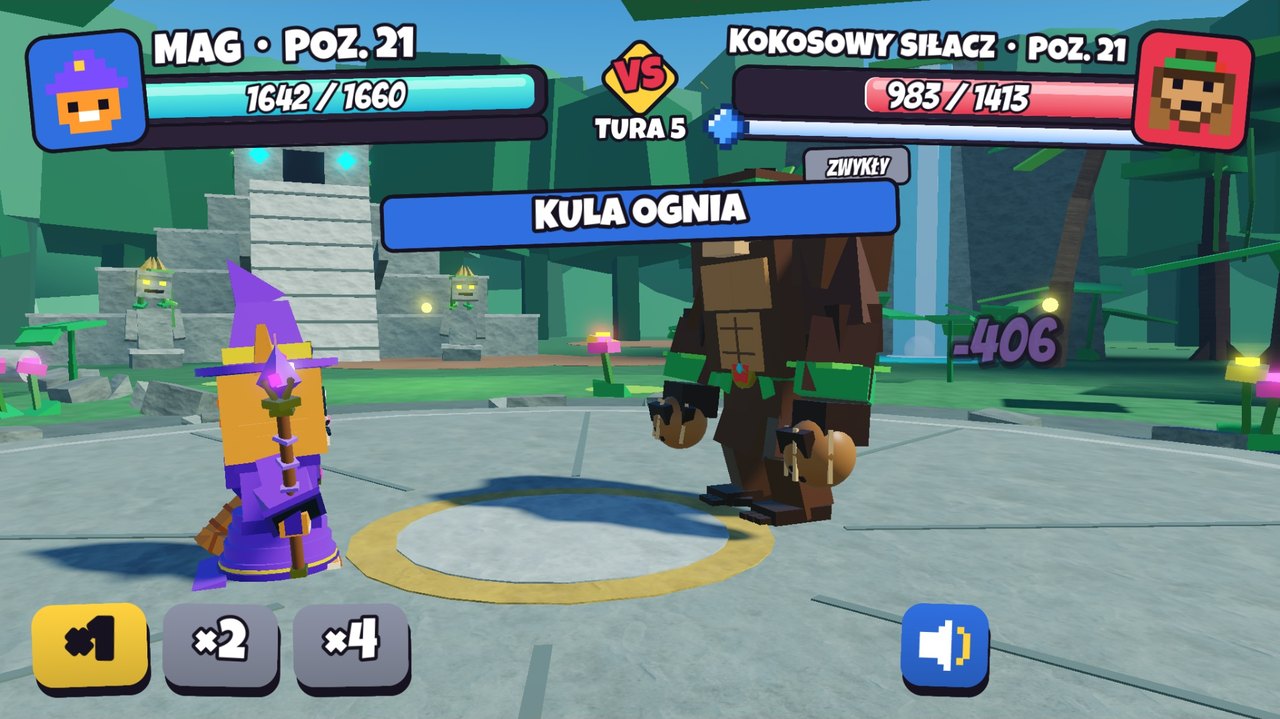 MAG • POZ. 21
1642 / 1660
VS
TURA 5
KOKOSOWY SIŁACZ • POZ. 21
983 / 1413
ZWYKŁY
KULA OGNIA
-406
×1
×2
×4